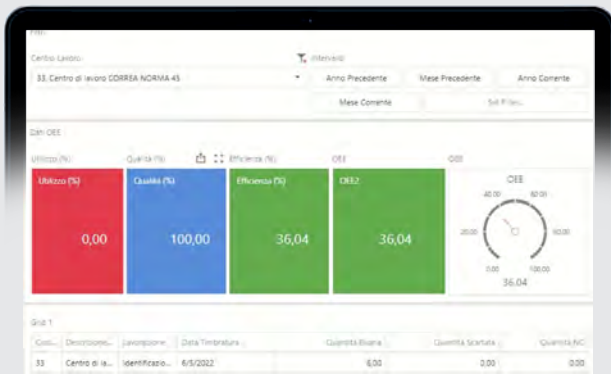 Filtri
Centro Lavoro
Intervallo
33, Centro di lavoro CORREA NORMA 45
Anno Precedente
Mese Precedente
Anno Corrente
Mese Corrente
Set Filter...
Dati OEE
Utilizzo (%)
Qualità (%)
Efficienza (%)
OEE
OEE
Utilizzo (%)
0,00
Qualità (%)
100,00
Efficienza (%)
36,04
OEE2
36,04
OEE
40,00
60,00
20,00
0,00
100,00
36,04
Grid 1
Codi...
Descrizione...
Lavorazione
Data Timbratura
Quantità Buona
Quantità Scartata
Quantità NC
33
Centro di la...
Identificazio...
6/5/2022
6,00
0,00
0,00